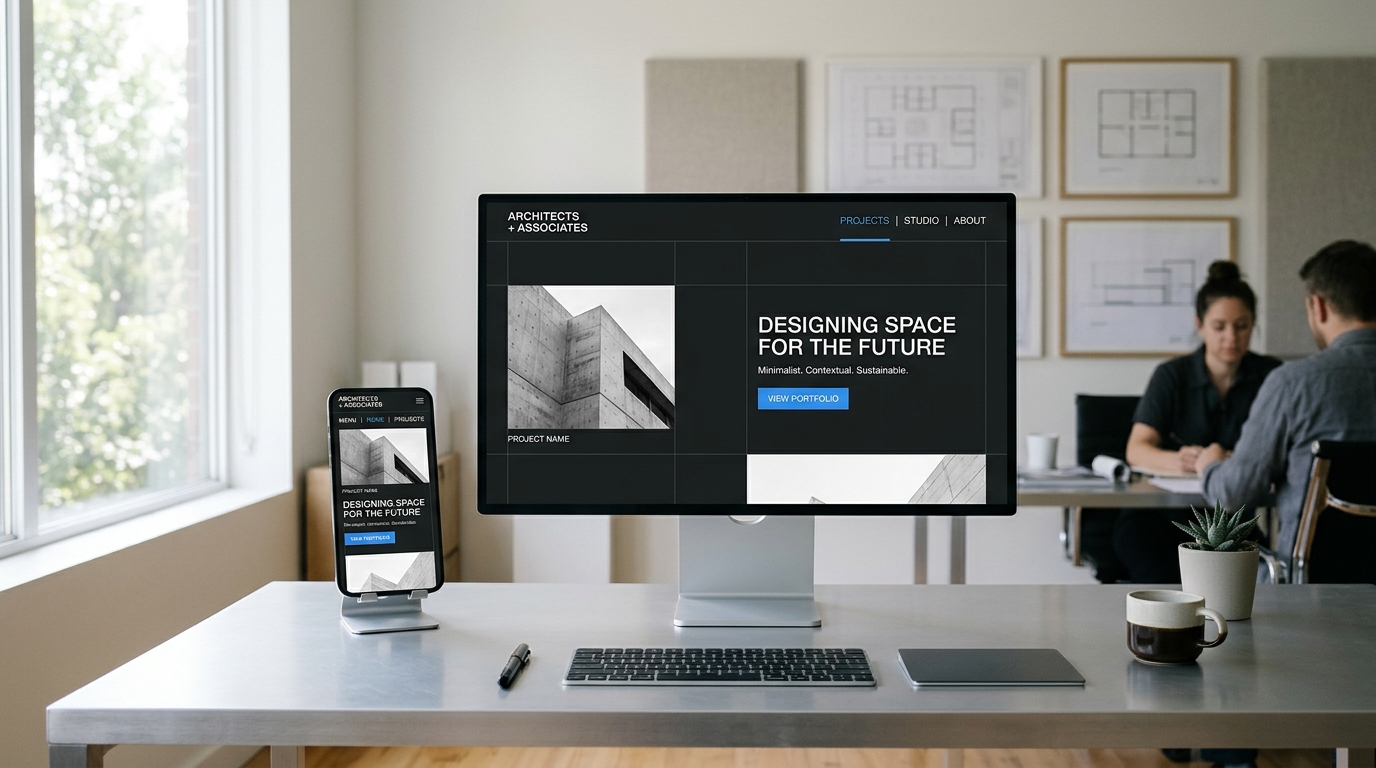 ARCHITECTS
+ ASSOCIATES
PROJECTS | STUDIO | ABOUT
PROJECT NAME
DESIGNING SPACE
FOR THE FUTURE
Minimalist. Contextual. Sustainable.
VIEW PORTFOLIO
ARCHITECTS
+ ASSOCIATES
MENU | HOME
DESIGNING SPACE
FOR THE FUTURE